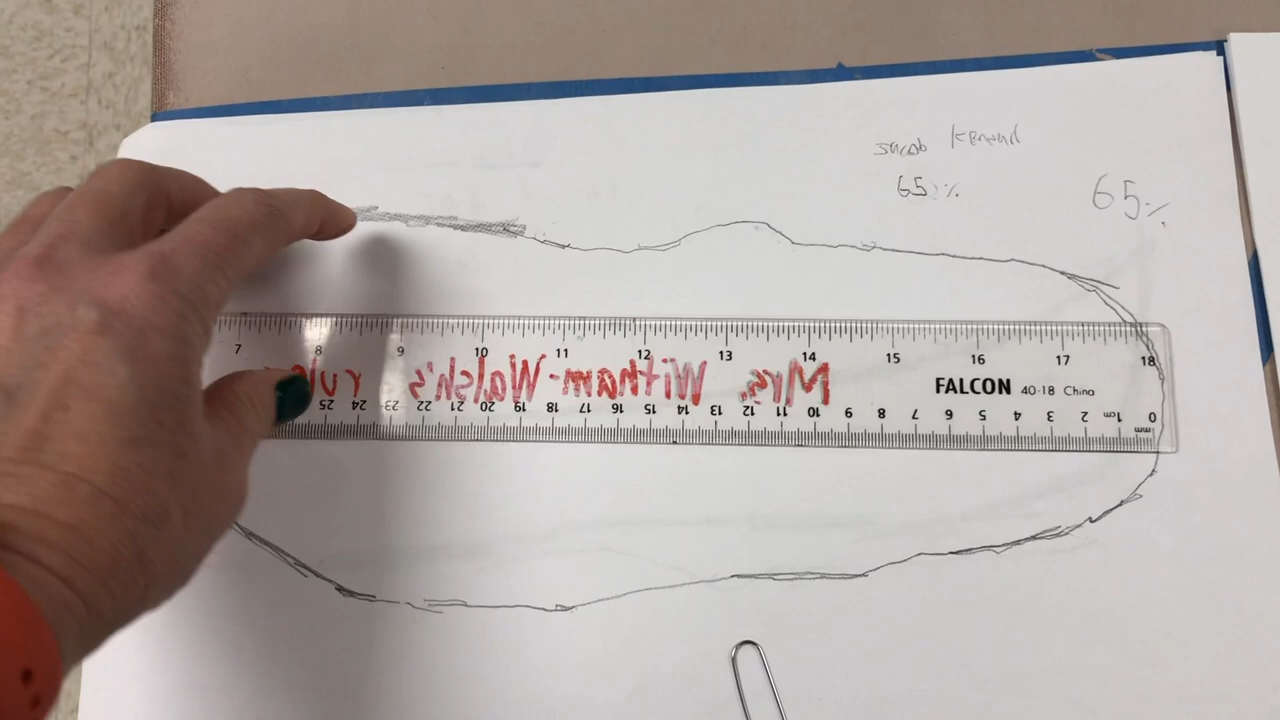 Jacob
65%
65%
7 8 9 10 11 12 13 14 15 16 17 18
Mrs. Witham-Walsh's
FALCON 40-18 China
25 24 23 22 21 20 19 18 17 16 15 14 13 12 11 10 9 8 7 6 5 4 3 2 1cm 0
mm